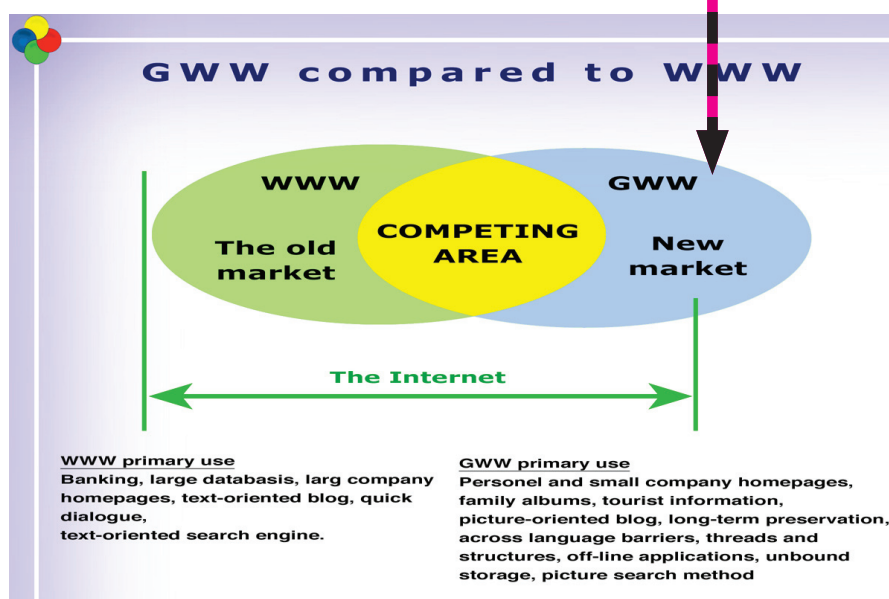 GWW compared to WWW
WWW
The old
market
COMPETING
AREA
GWW
New
market
The Internet
WWW primary use
Banking, large databasis, larg company
homepages, text-oriented blog, quick
dialogue,
text-oriented search engine.
GWW primary use
Personel and small company homepages,
family albums, tourist information,
picture-oriented blog, long-term preservation,
across language barriers, threads and
structures, off-line applications, unbound
storage, picture search method